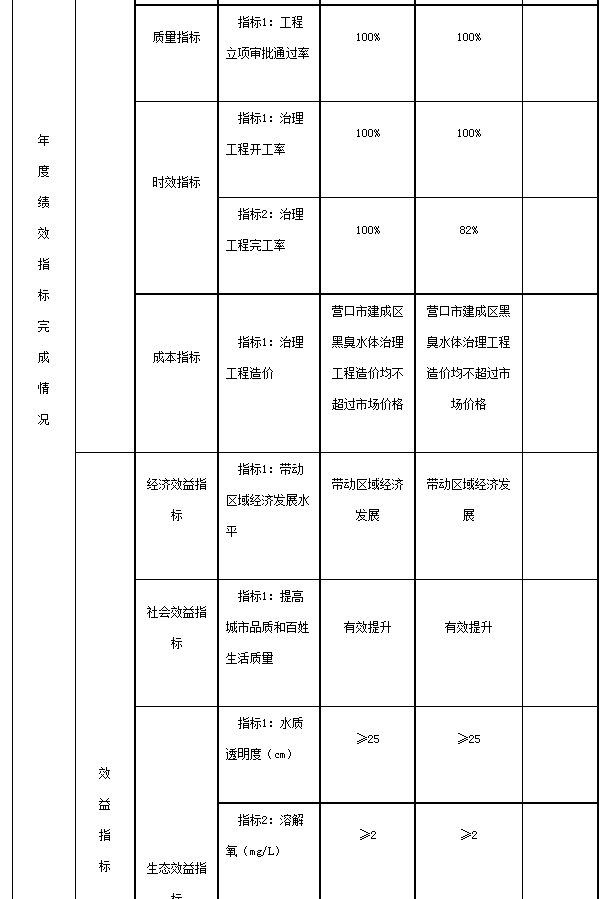 年
度
绩
效
指
标
完
成
情
况
质量指标
指标1：工程
立项审批通过率
100%
100%
时效指标
指标1：治理
工程开工率
100%
100%
指标2：治理
工程完工率
100%
82%
成本指标
指标1：治理
工程造价
营口市建成区
黑臭水体治理
工程造价均不
超过市场价格
营口市建成区黑
臭水体治理工程
造价均不超过市
场价格
效
益
指
标
经济效益指
标
指标1：带动
区域经济发展水
平
带动区域经济
发展
带动区域经济发
展
社会效益指
标
指标1：提高
城市品质和百姓
生活质量
有效提升
有效提升
生态效益指
标
指标1：水质
透明度（cm）
≥25
≥25
指标2：溶解
氧（mg/L）
≥2
≥2